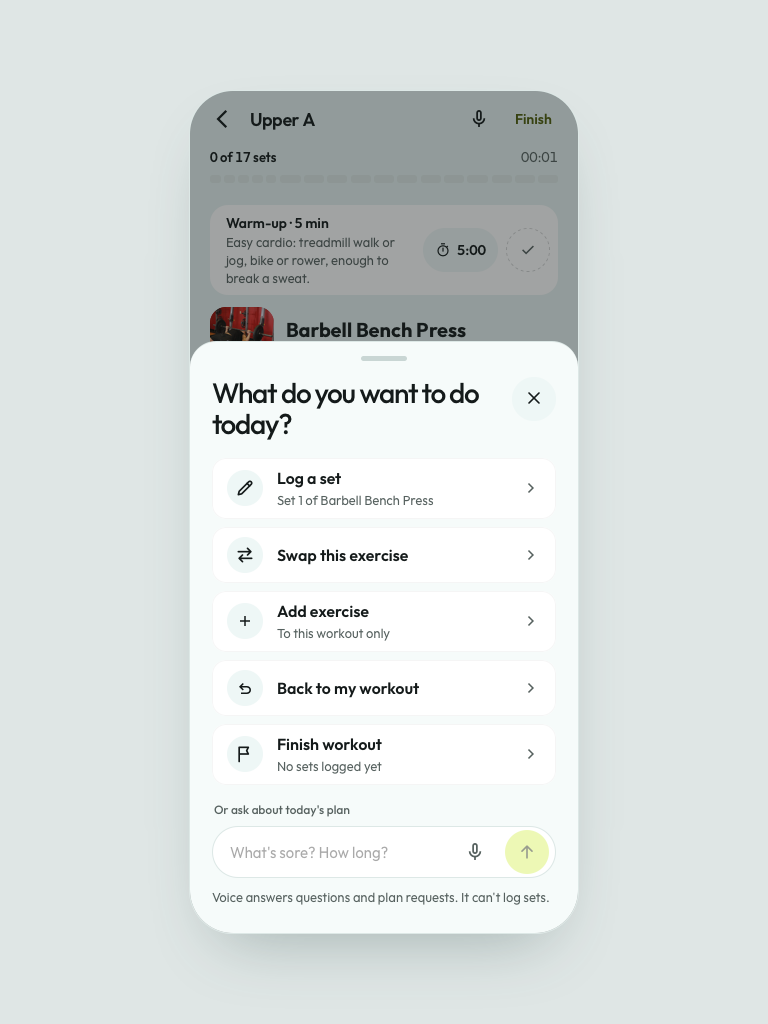 Upper A
Finish
0 of 17 sets
00:01
Warm-up · 5 min
Easy cardio: treadmill walk or
jog, bike or rower, enough to
break a sweat.
5:00
Barbell Bench Press
What do you want to do
today?
Log a set
Set 1 of Barbell Bench Press
Swap this exercise
Add exercise
To this workout only
Back to my workout
Finish workout
No sets logged yet
Or ask about today's plan
What's sore? How long?
Voice answers questions and plan requests. It can't log sets.